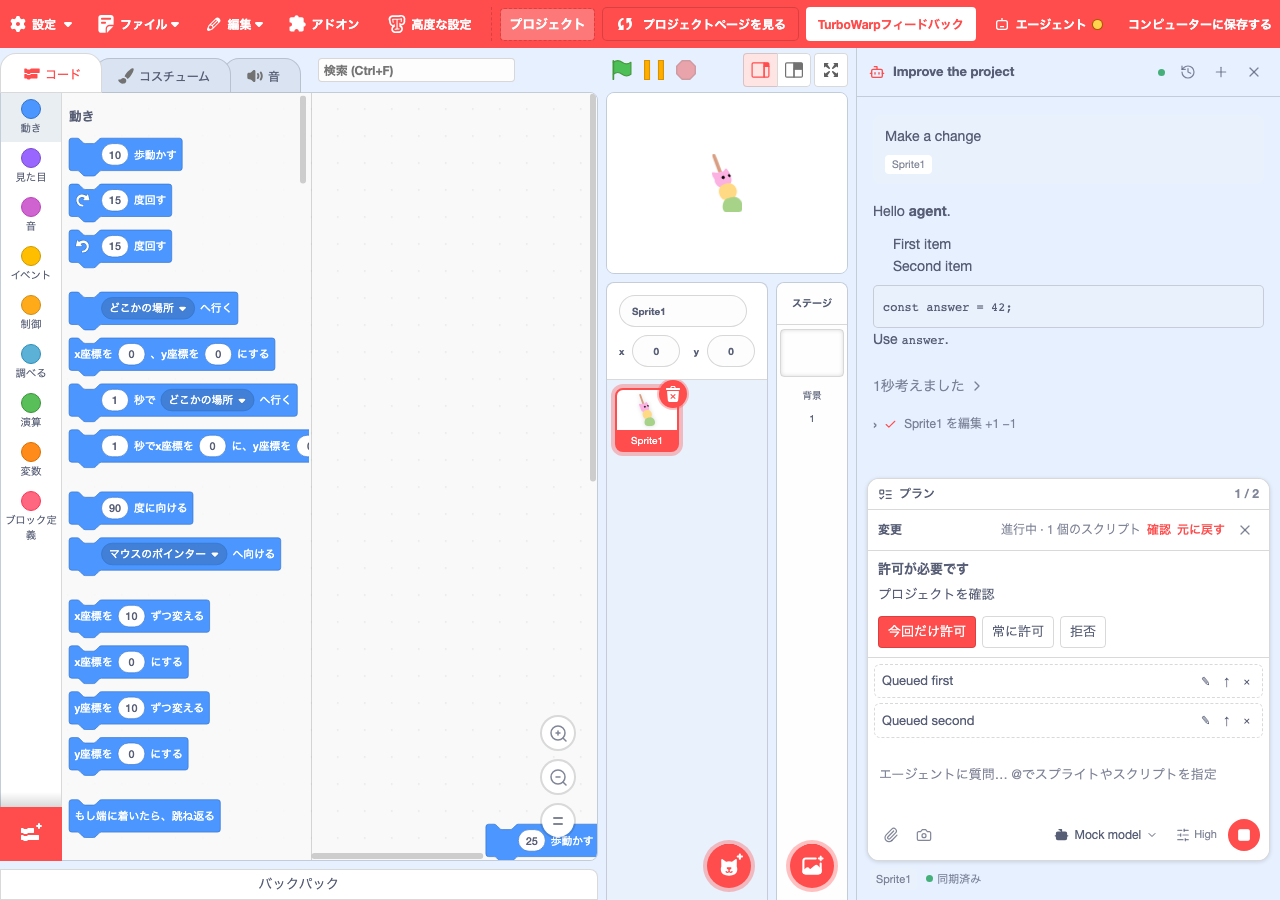 設定
ファイル
編集
アドオン
高度な設定
プロジェクト
プロジェクトページを見る
TurboWarpフィードバック
エージェント
コンピューターに保存する
コード
コスチューム
音
検索 (Ctrl+F)
動き
見た目
音
イベント
制御
調べる
演算
変数
ブロック定義
動き
10 歩動かす
15 度回す
15 度回す
どこかの場所 へ行く
x座標を 0 、y座標を 0 にする
1 秒で どこかの場所 へ行く
1 秒でx座標を 0 に、y座標を
90 度に向ける
マウスのポインター へ向ける
x座標を 10 ずつ変える
x座標を 0 にする
y座標を 10 ずつ変える
y座標を 0 にする
もし端に着いたら、跳ね返る
25 歩動かす
バックパック
Sprite1
x 0 y 0
Sprite1
ステージ
背景
1
Improve the project
Make a change
Sprite1
Hello agent.
First item
Second item
const answer = 42;
Use answer.
1秒考えました
Sprite1 を編集 +1 −1
プラン 1 / 2
変更 進行中 · 1 個のスクリプト 確認 元に戻す
許可が必要です
プロジェクトを確認
今回だけ許可 常に許可 拒否
Queued first
Queued second
エージェントに質問… @でスプライトやスクリプトを指定
Mock model High
Sprite1 同期済み